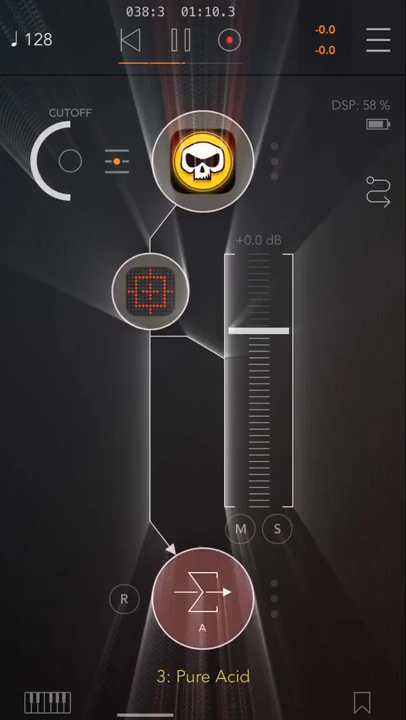 038:3 01:10.3
♩ 128
-0.0
-0.0
CUTOFF
DSP: 58 %
+0.0 dB
M S
R
A
3: Pure Acid